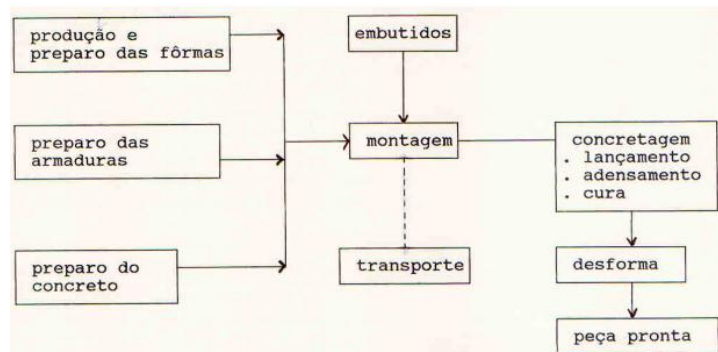 produção e
preparo das fôrmas
embutidos
preparo das
armaduras
montagem
concretagem
. lançamento
. adensamento
. cura
preparo do
concreto
transporte
desforma
peça pronta